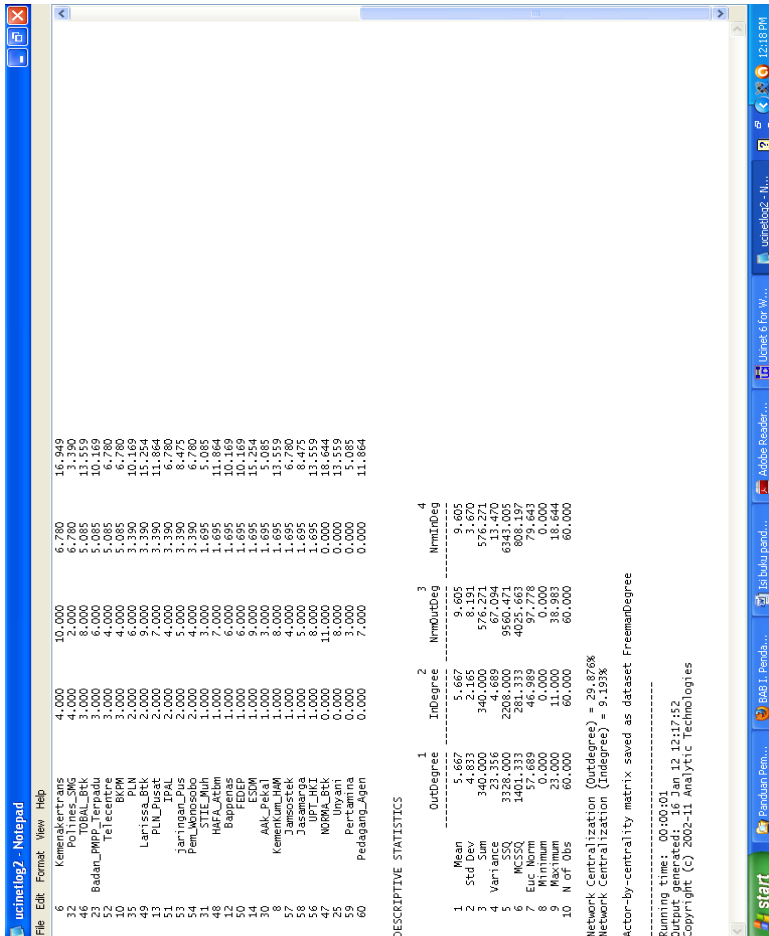 ucinetlog2 - Notepad
File Edit Format View Help
6 Kemenakertrans 4.000 10.000 6.780 16.949
32 Polines_SMG 4.000 2.000 6.780 3.390
46 TOBAL_Btk 3.000 8.000 5.085 13.559
23 Badan_PMPP_Terpadu 3.000 6.000 5.085 10.169
52 Telecentre 3.000 4.000 5.085 6.780
10 BKPM 3.000 4.000 5.085 6.780
35 PLN 2.000 6.000 3.390 10.169
49 Larissa_Btk 2.000 9.000 3.390 15.254
13 PLN_Pusat 2.000 7.000 3.390 11.864
51 IPAL 2.000 4.000 3.390 6.780
53 Jaringan_Pus 2.000 5.000 3.390 8.475
54 Pem_Wonosobo 2.000 4.000 3.390 6.780
31 STIE_Muh 1.000 3.000 1.695 5.085
48 HAFA_Atbm 1.000 7.000 1.695 11.864
12 Bappenas 1.000 6.000 1.695 10.169
50 FEDEP 1.000 6.000 1.695 10.169
14 ESDM 1.000 9.000 1.695 15.254
30 AAk_Pekal 1.000 3.000 1.695 5.085
8 KemenKum_HAM 1.000 8.000 1.695 13.559
57 Jamsostek 1.000 4.000 1.695 6.780
58 Jasamarga 1.000 5.000 1.695 8.475
56 UPT_HKI 1.000 8.000 1.695 13.559
47 NORMA_Btk 0.000 11.000 0.000 18.644
25 Unyani 0.000 8.000 0.000 13.559
59 Pertamina 0.000 3.000 0.000 5.085
60 Pedagang_Agen 0.000 7.000 0.000 11.864
DESCRIPTIVE STATISTICS
1 2 3 4
OutDegree InDegree NrmOutDeg NrmInDeg
------------ ------------ ------------ ------------
1 Mean 5.667 5.667 9.605 9.605
2 Std Dev 4.833 2.165 8.191 3.670
3 Sum 340.000 340.000 576.271 576.271
4 Variance 23.356 4.689 67.094 13.470
5 SSQ 3328.000 2208.000 9560.471 6343.005
6 MCSSQ 1401.333 281.333 4025.663 808.197
7 Euc Norm 57.689 46.989 97.778 79.643
8 Minimum 0.000 0.000 0.000 0.000
9 Maximum 23.000 11.000 38.983 18.644
10 N of Obs 60.000 60.000 60.000 60.000
Network Centralization (Outdegree) = 29.876%
Network Centralization (Indegree) = 9.193%
Actor-by-centrality matrix saved as dataset FreemanDegree
----------------------------------------
Running time: 00:00:01
Output generated: 16 Jan 12 12:17:52
Copyright (c) 2002-11 Analytic Technologies
start
Panduan Pem...
BAB I. Penda...
Isi buku pand...
Adobe Reader...
Ucinet 6 for W...
ucinetlog2 - N...
12:18 PM